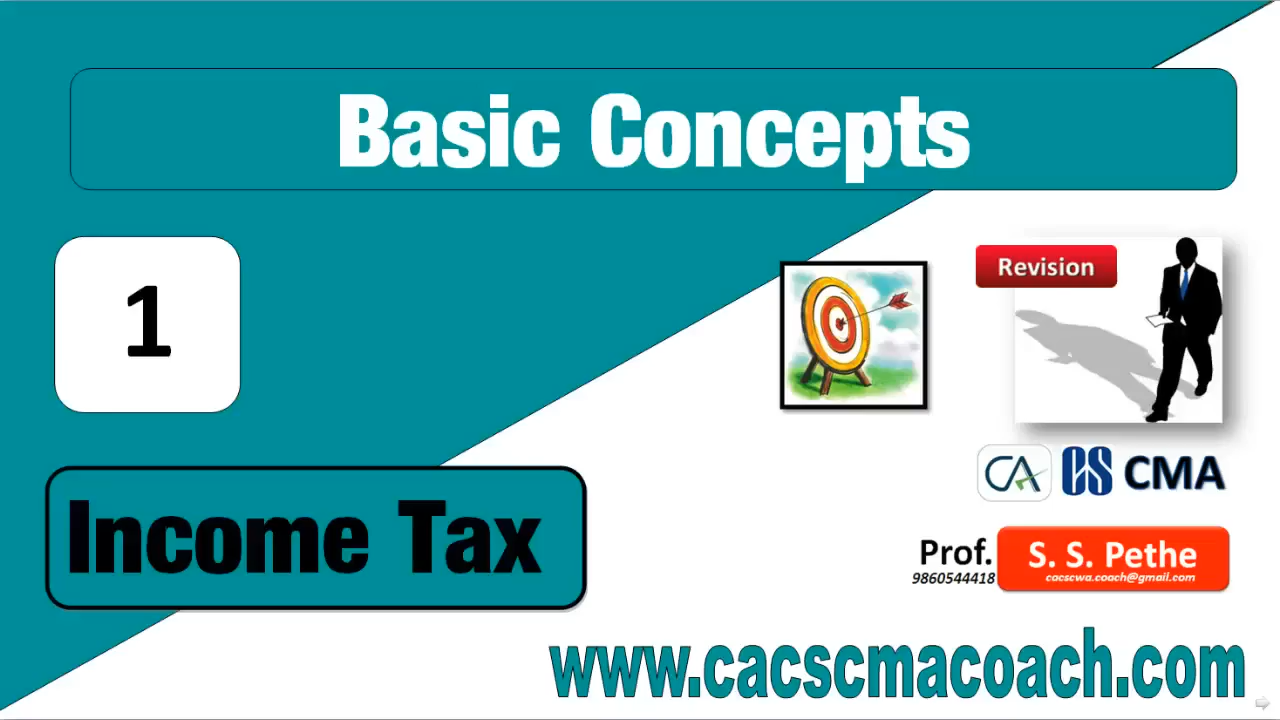 Basic Concepts
1
Revision
CA CS CMA
Income Tax
Prof. S. S. Pethe
9860544418 cacscwa.coach@gmail.com
www.cacscmacoach.com